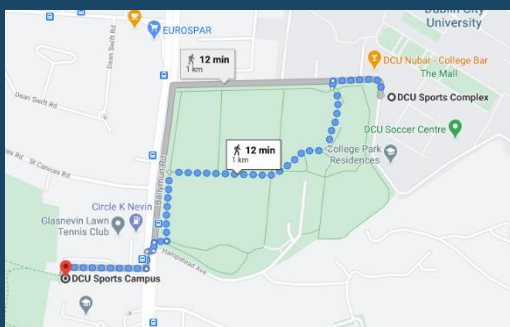 Dublin City
University
EUROSPAR
Dean Swift Rd
12 min
1 km
DCU Nubar - College Bar
The Mall
DCU Sports Complex
Dean Swift Rd
DCU Soccer Centre
12 min
1 km
College Park
Residences
Ballymun Rd
St Canices Rd
Circle K Nevin
Glasnevin Lawn
Tennis Club
Hampstead Ave
DCU Sports Campus